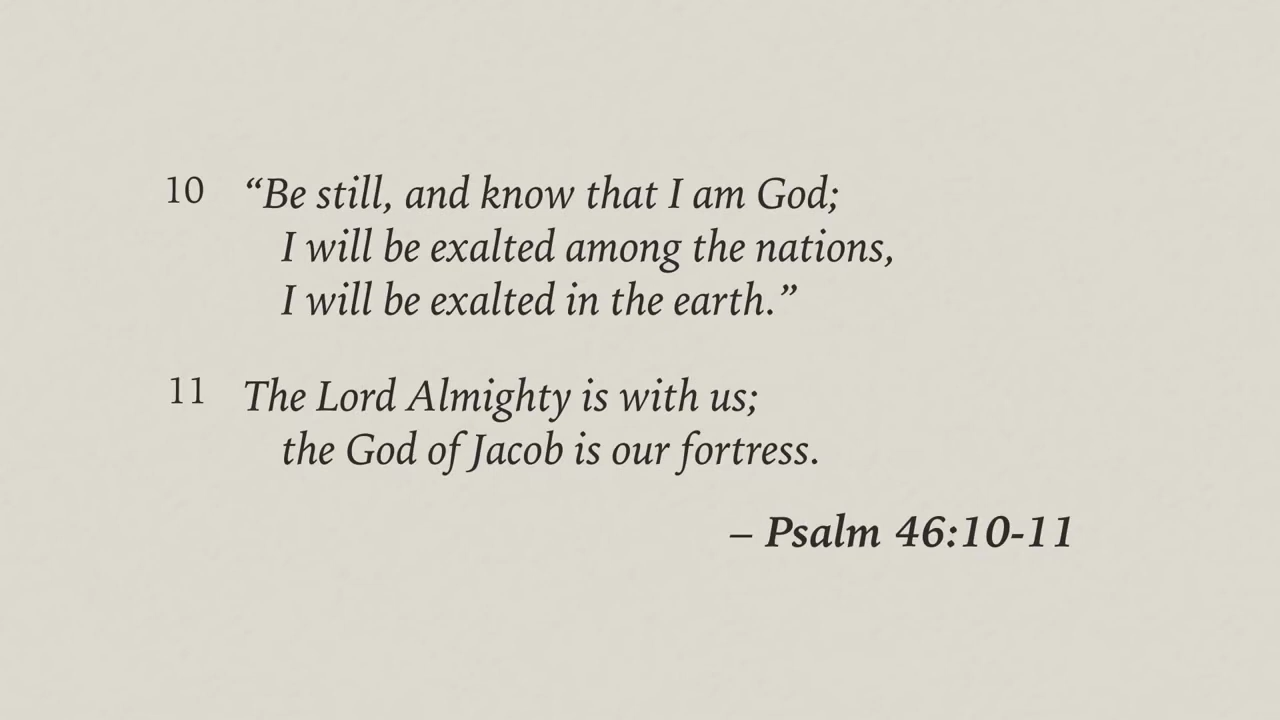 10 “Be still, and know that I am God;
I will be exalted among the nations,
I will be exalted in the earth.”
11 The Lord Almighty is with us;
the God of Jacob is our fortress.
– Psalm 46:10-11